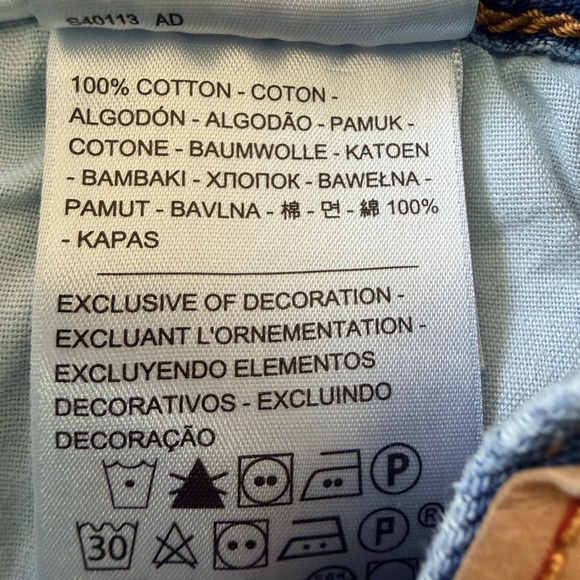 S40113 AD
100% COTTON - COTON -
ALGODÓN - ALGODÃO - PAMUK -
COTONE - BAUMWOLLE - KATOEN
- BAMBAKI - ХЛОПОК - BAWEŁNA -
PAMUT - BAVLNA - 棉 - 면 - 綿 100%
- KAPAS
EXCLUSIVE OF DECORATION -
EXCLUANT L'ORNEMENTATION -
EXCLUYENDO ELEMENTOS
DECORATIVOS - EXCLUINDO
DECORAÇÃO
P
30 P ®